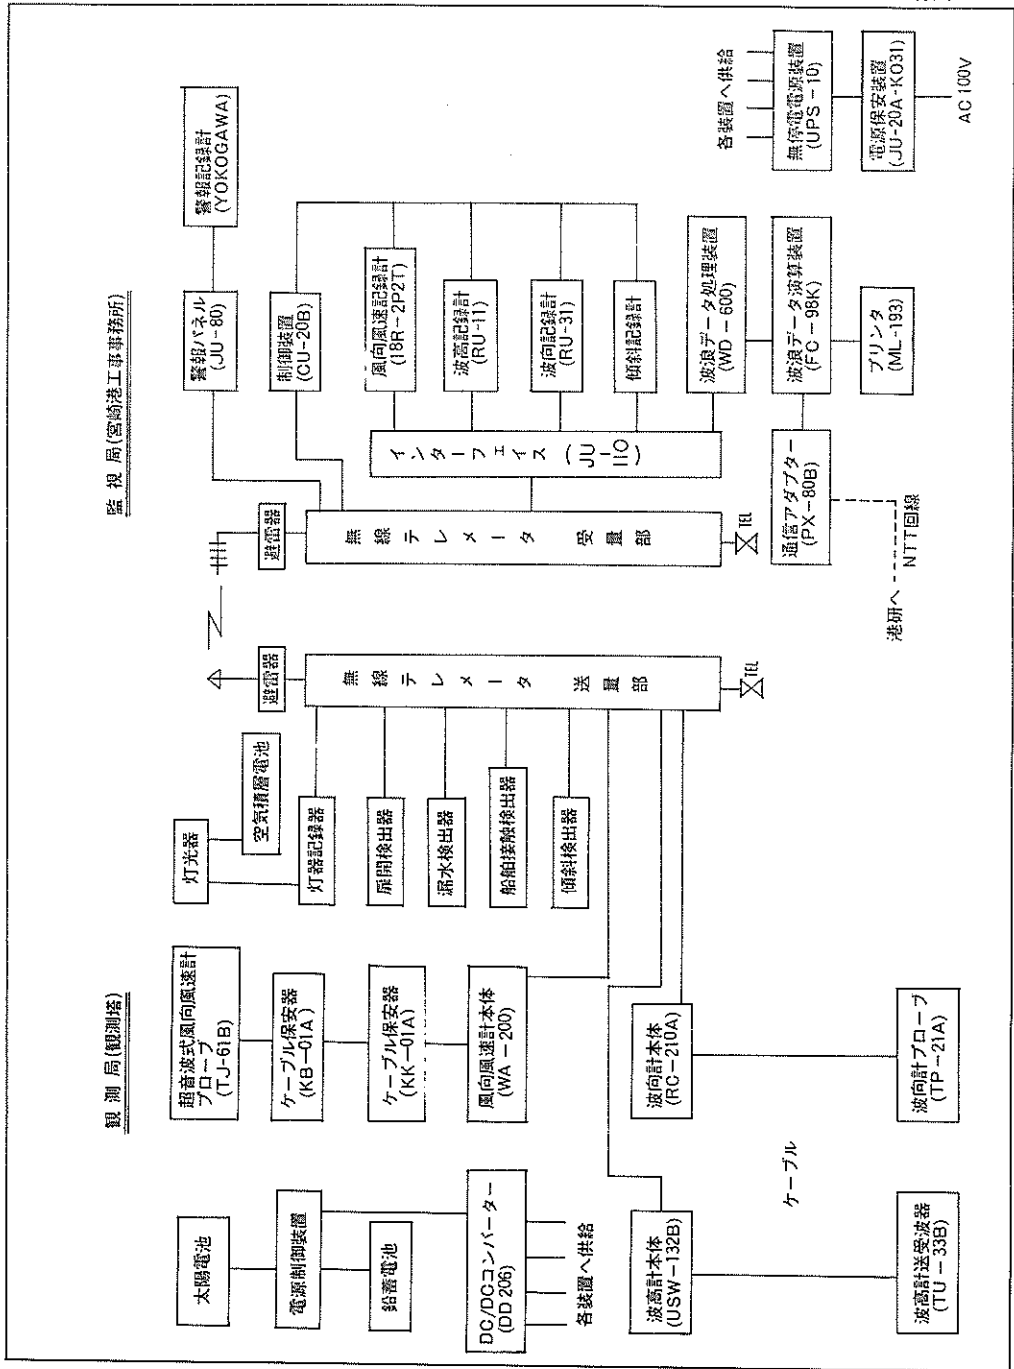 観 測 局(観測塔)
太陽電池
電源制御装置
鉛蓄電池
DC/DCコンバーター
(DD 206)
各装置へ供給
波高計本体
(USW-132B)
波高計送受波器
(TU-33B)
ケーブル
超音波式風向風速計
プローブ
(TJ-61B)
ケーブル保安器
(KB-01A)
ケーブル保安器
(KK-01A)
風向風速計本体
(WA-200)
波向計本体
(RC-210A)
波向計プローブ
(TP-21A)
灯光器
空気積層電池
灯器記録器
扉開検出器
漏水検出器
船舶接触検出器
傾斜検出器
避雷器
無線テレメータ 送量部
TEL
監 視 局(宮崎港工事事務所)
避雷器
無線テレメータ 受量部
TEL
警報パネル
(JU-80)
警報記録計
(YOKOGAWA)
制御装置
(CU-20B)
インターフェイス(JU-110)
風向風速記録計
(18R-2P2T)
波高記録計
(RU-11)
波向記録計
(RU-31)
傾斜記録計
波浪データ処理装置
(WD-600)
波浪データ演算装置
(FC-98K)
プリンタ
(ML-193)
通信アダプター
(PX-80B)
港研へ
NTT回線
各装置へ供給
無停電電源装置
(UPS-10)
電源保安装置
(JU-20A-KO31)
AC100V